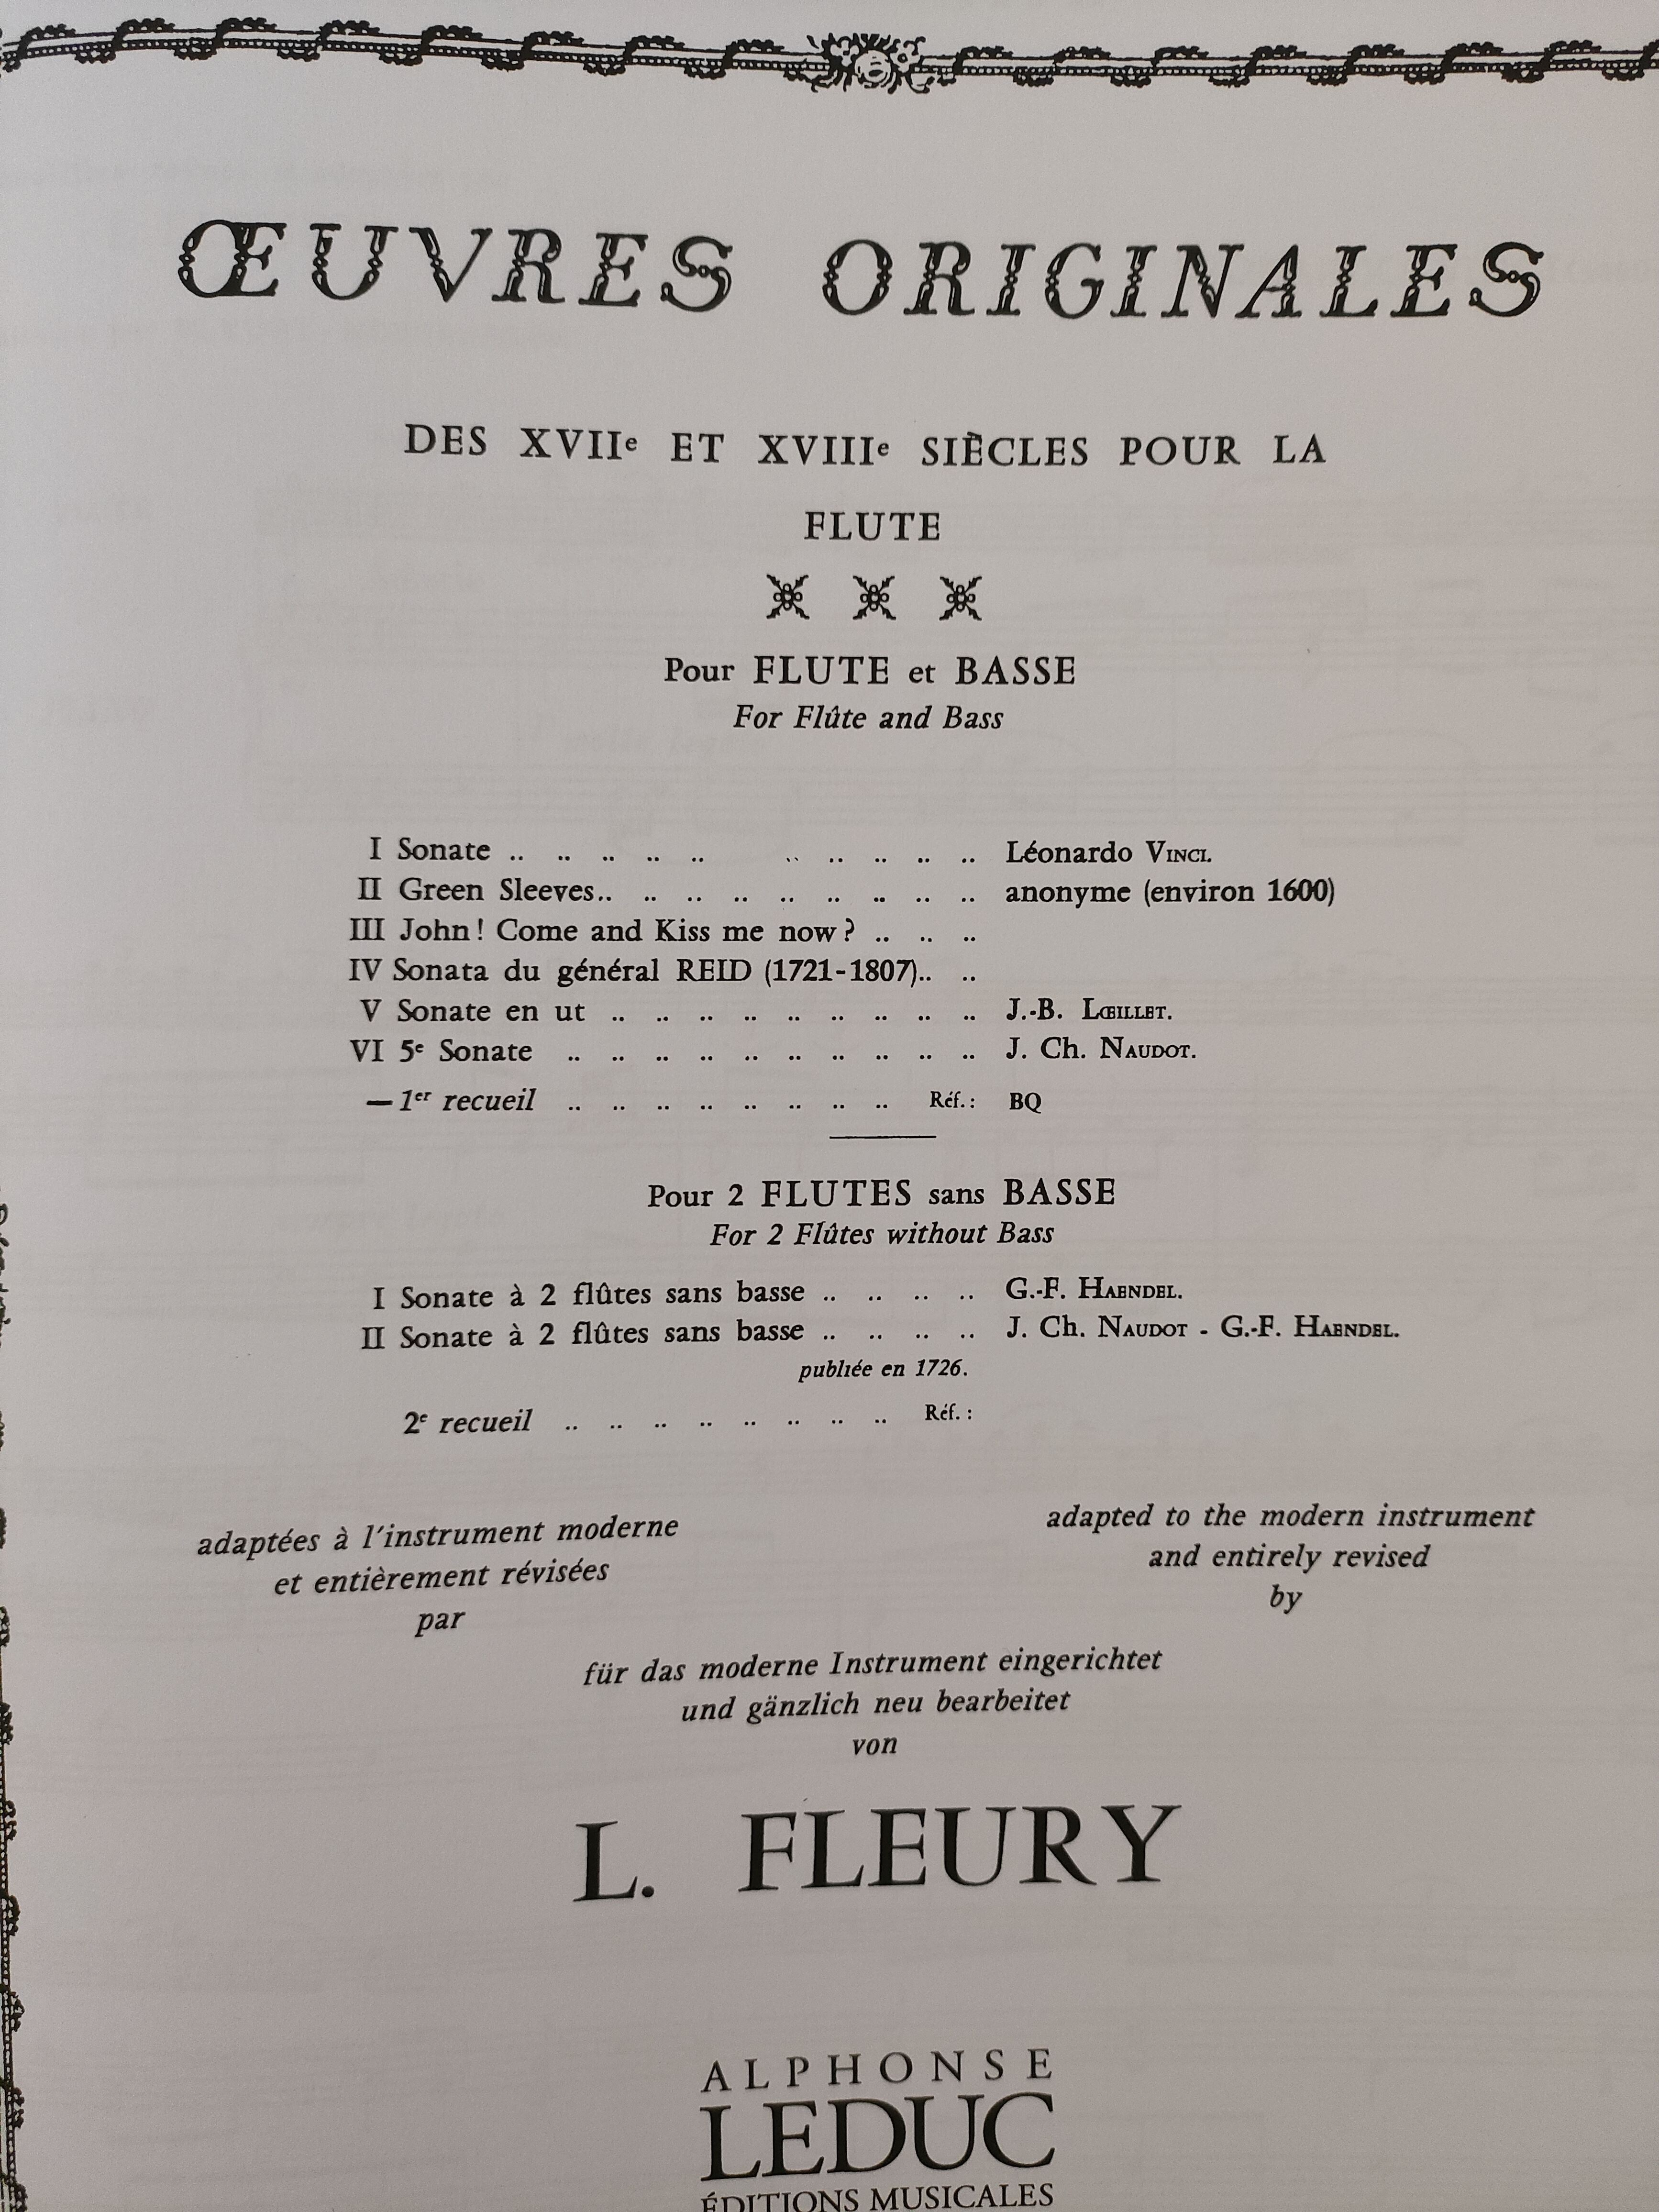 ŒUVRES ORIGINALES
DES XVIIe ET XVIIIe SIÈCLES POUR LA
FLUTE
Pour FLUTE et BASSE
For Flûte and Bass
I Sonate .. .. .. .. .. .. .. .. .. .. Léonardo VINCI.
II Green Sleeves.. .. .. .. .. .. .. .. .. anonyme (environ 1600)
III John! Come and Kiss me now? .. .. ..
IV Sonata du général REID (1721-1807).. ..
V Sonate en ut .. .. .. .. .. .. .. .. .. J.-B. LŒILLET.
VI 5e Sonate .. .. .. .. .. .. .. .. .. .. J. Ch. NAUDOT.
— 1er recueil .. .. .. .. .. .. .. .. Réf.: BQ
Pour 2 FLUTES sans BASSE
For 2 Flûtes without Bass
I Sonate à 2 flûtes sans basse .. .. .. .. G.-F. HAENDEL.
II Sonate à 2 flûtes sans basse .. .. .. .. J. Ch. NAUDOT - G.-F. HAENDEL.
publiée en 1726.
2e recueil .. .. .. .. .. .. .. .. Réf. :
adaptées à l'instrument moderne
et entièrement révisées
par
adapted to the modern instrument
and entirely revised
by
für das moderne Instrument eingerichtet
und gänzlich neu bearbeitet
von
L. FLEURY
ALPHONSE
LEDUC
ÉDITIONS MUSICALES